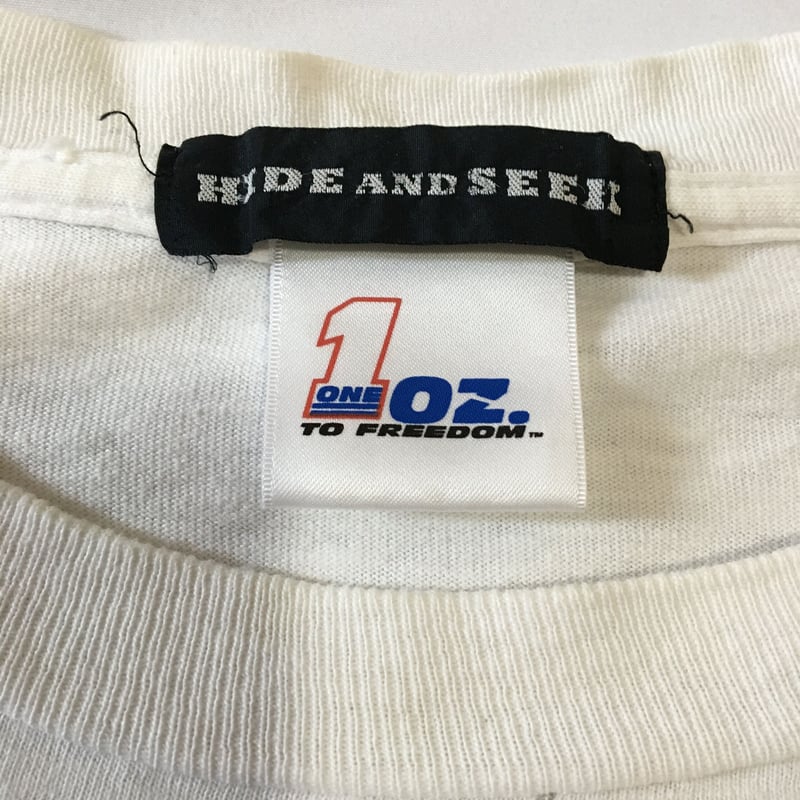 HIDE AND SEEK
1
ONE OZ.
TO FREEDOM™